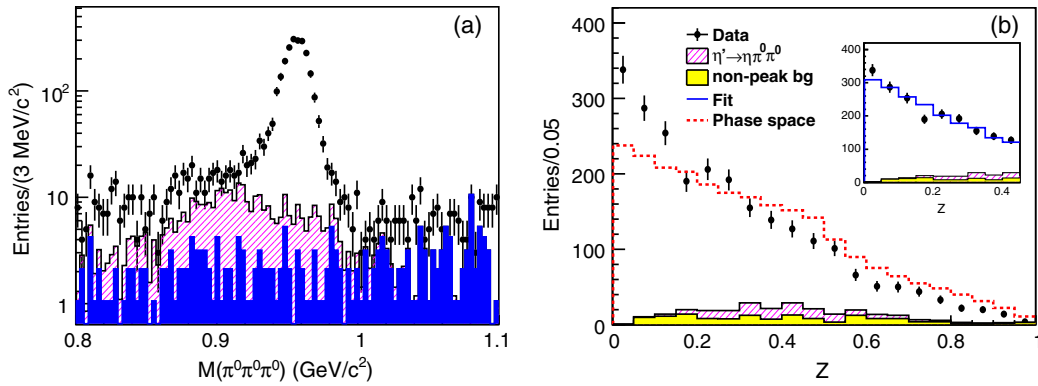 (a)
Entries/(3 MeV/c²)
10²
10
1
0.8
0.9
1
1.1
M(π⁰π⁰π⁰) (GeV/c²)
(b)
Entries/0.05
400
300
200
100
0
0
0.2
0.4
0.6
0.8
1
Z
Data
η'→ηπ⁰π⁰
non-peak bg
Fit
Phase space
400
300
200
100
0
0
0.2
0.4
Z